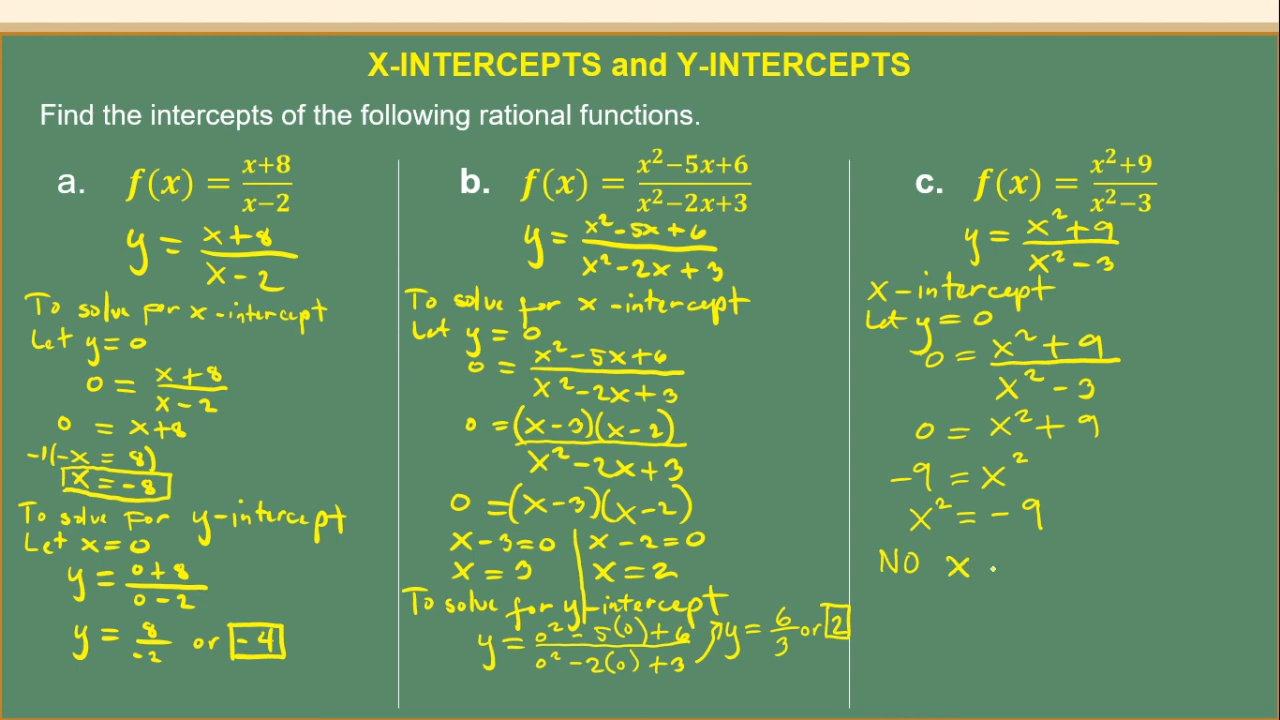 X-INTERCEPTS and Y-INTERCEPTS
Find the intercepts of the following rational functions.
a. f(x) = (x+8)/(x−2)
y = (x+8)/(x-2)
To solve for x-intercept
Let y=0
0 = (x+8)/(x-2)
0 = x+8
-1(-x = 8)
x = -8
To solve for y-intercept
Let x=0
y = (0+8)/(0-2)
y = 8/-2 or -4
b. f(x) = (x²−5x+6)/(x²−2x+3)
y = (x²-5x+6)/(x²-2x+3)
To solve for x-intercept
Let y = 0
0 = (x²-5x+6)/(x²-2x+3)
0 = (x-3)(x-2)/(x²-2x+3)
0 = (x-3)(x-2)
x-3=0 | x-2=0
x = 3 | x = 2
To solve for y-intercept
y = (0²-5(0)+6)/(0²-2(0)+3) y = 6/3 or 2
c. f(x) = (x²+9)/(x²−3)
y = (x²+9)/(x²-3)
x-intercept
Let y = 0
0 = (x²+9)/(x²-3)
0 = x²+9
-9 = x²
x² = -9
NO x